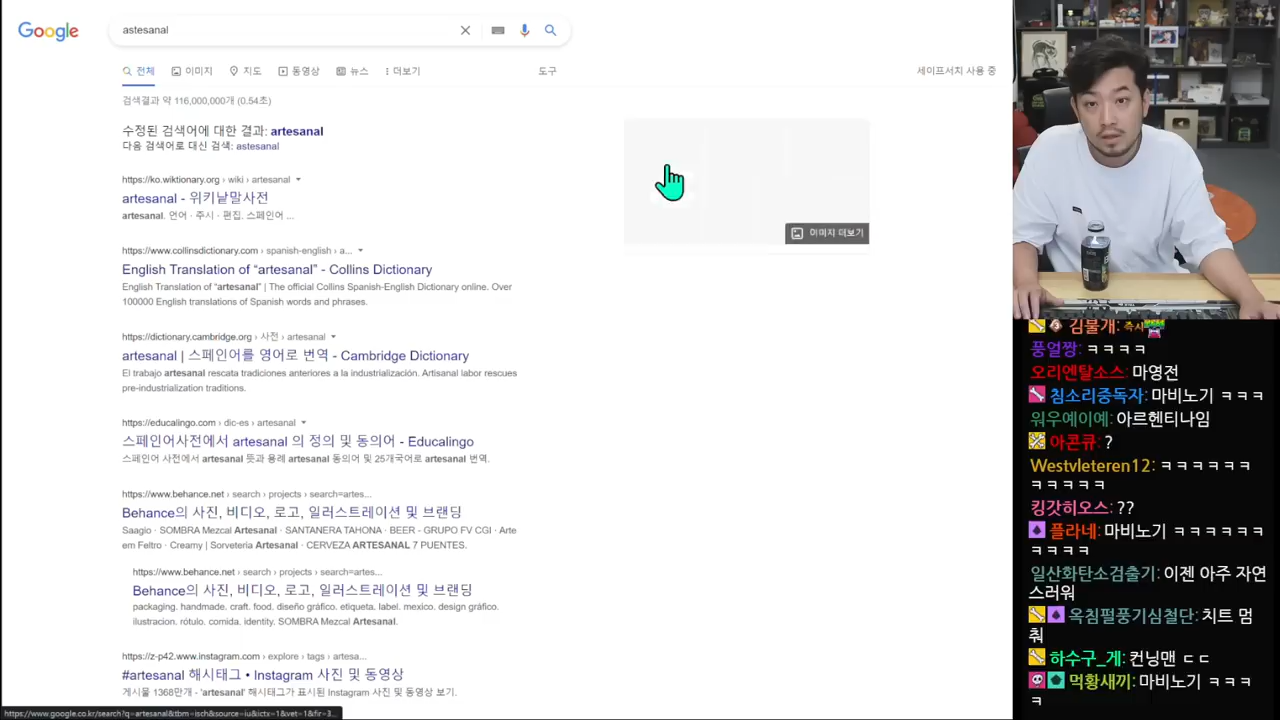 Google
astesanal
전체
이미지
지도
동영상
뉴스
더보기
도구
세이프서치 사용 중
검색결과 약 116,000,000개 (0.54초)
수정된 검색어에 대한 결과: artesanal
다음 검색어로 대신 검색: astesanal
https://ko.wiktionary.org › wiki › artesanal
artesanal - 위키낱말사전
artesanal. 언어 · 주시 · 편집. 스페인어 ...
https://www.collinsdictionary.com › spanish-english › a...
English Translation of “artesanal” - Collins Dictionary
English Translation of “artesanal” | The official Collins Spanish-English Dictionary online. Over
100000 English translations of Spanish words and phrases.
https://dictionary.cambridge.org › 사전 › artesanal
artesanal | 스페인어를 영어로 번역 - Cambridge Dictionary
El trabajo artesanal rescata tradiciones anteriores a la industrialización. Artisanal labor rescues
pre-industrialization traditions.
https://educalingo.com › dic-es › artesanal
스페인어사전에서 artesanal 의 정의 및 동의어 - Educalingo
스페인어 사전에서 artesanal 뜻과 용례 artesanal 동의어 및 25개국어로 artesanal 번역.
https://www.behance.net › search › projects › search=artes...
Behance의 사진, 비디오, 로고, 일러스트레이션 및 브랜딩
Saagio · SOMBRA Mezcal Artesanal · SANTANERA TAHONA · BEER - GRUPO FV CGI · Arte
em Feltro · Creamy | Sorveteria Artesanal · CERVEZA ARTESANAL 7 PUENTES.
https://www.behance.net › search › projects › search=artes...
Behance의 사진, 비디오, 로고, 일러스트레이션 및 브랜딩
packaging. handmade. craft. food. diseño gráfico. etiqueta. label. mexico. design gráfico.
ilustracion. rótulo. comida. identity. SOMBRA Mezcal Artesanal.
https://z-p42.www.instagram.com › explore › tags › artesa...
#artesanal 해시태그 • Instagram 사진 및 동영상
게시물 1368만개 - 'artesanal' 해시태그가 표시된 Instagram 사진 및 동영상 보기.
https://www.google.co.kr/search?q=artesanal&tbm=isch&source=iu&ictx=1&vet=1&fir=3...
이미지 더보기
김불개: 즉시
풍얼짱: ㅋㅋㅋㅋ
오리엔탈소스: 마영전
침소리중독자: 마비노기 ㅋㅋㅋ
워우예이예: 아르헨티나임
아콘큐: ?
Westvleteren12: ㅋㅋㅋㅋㅋㅋ
ㅋㅋㅋㅋㅋ
킹갓히오스: ??
플라네: 마비노기 ㅋㅋㅋㅋㅋㅋ
ㅋㅋㅋㅋ
일산화탄소검출기: 이젠 아주 자연
스러워
옥침펄풍기심철단: 치트 멈
춰
하수구_게: 컨닝맨 ㄷㄷ
먹황새끼: 마비노기 ㅋㅋㅋ
ㅋ